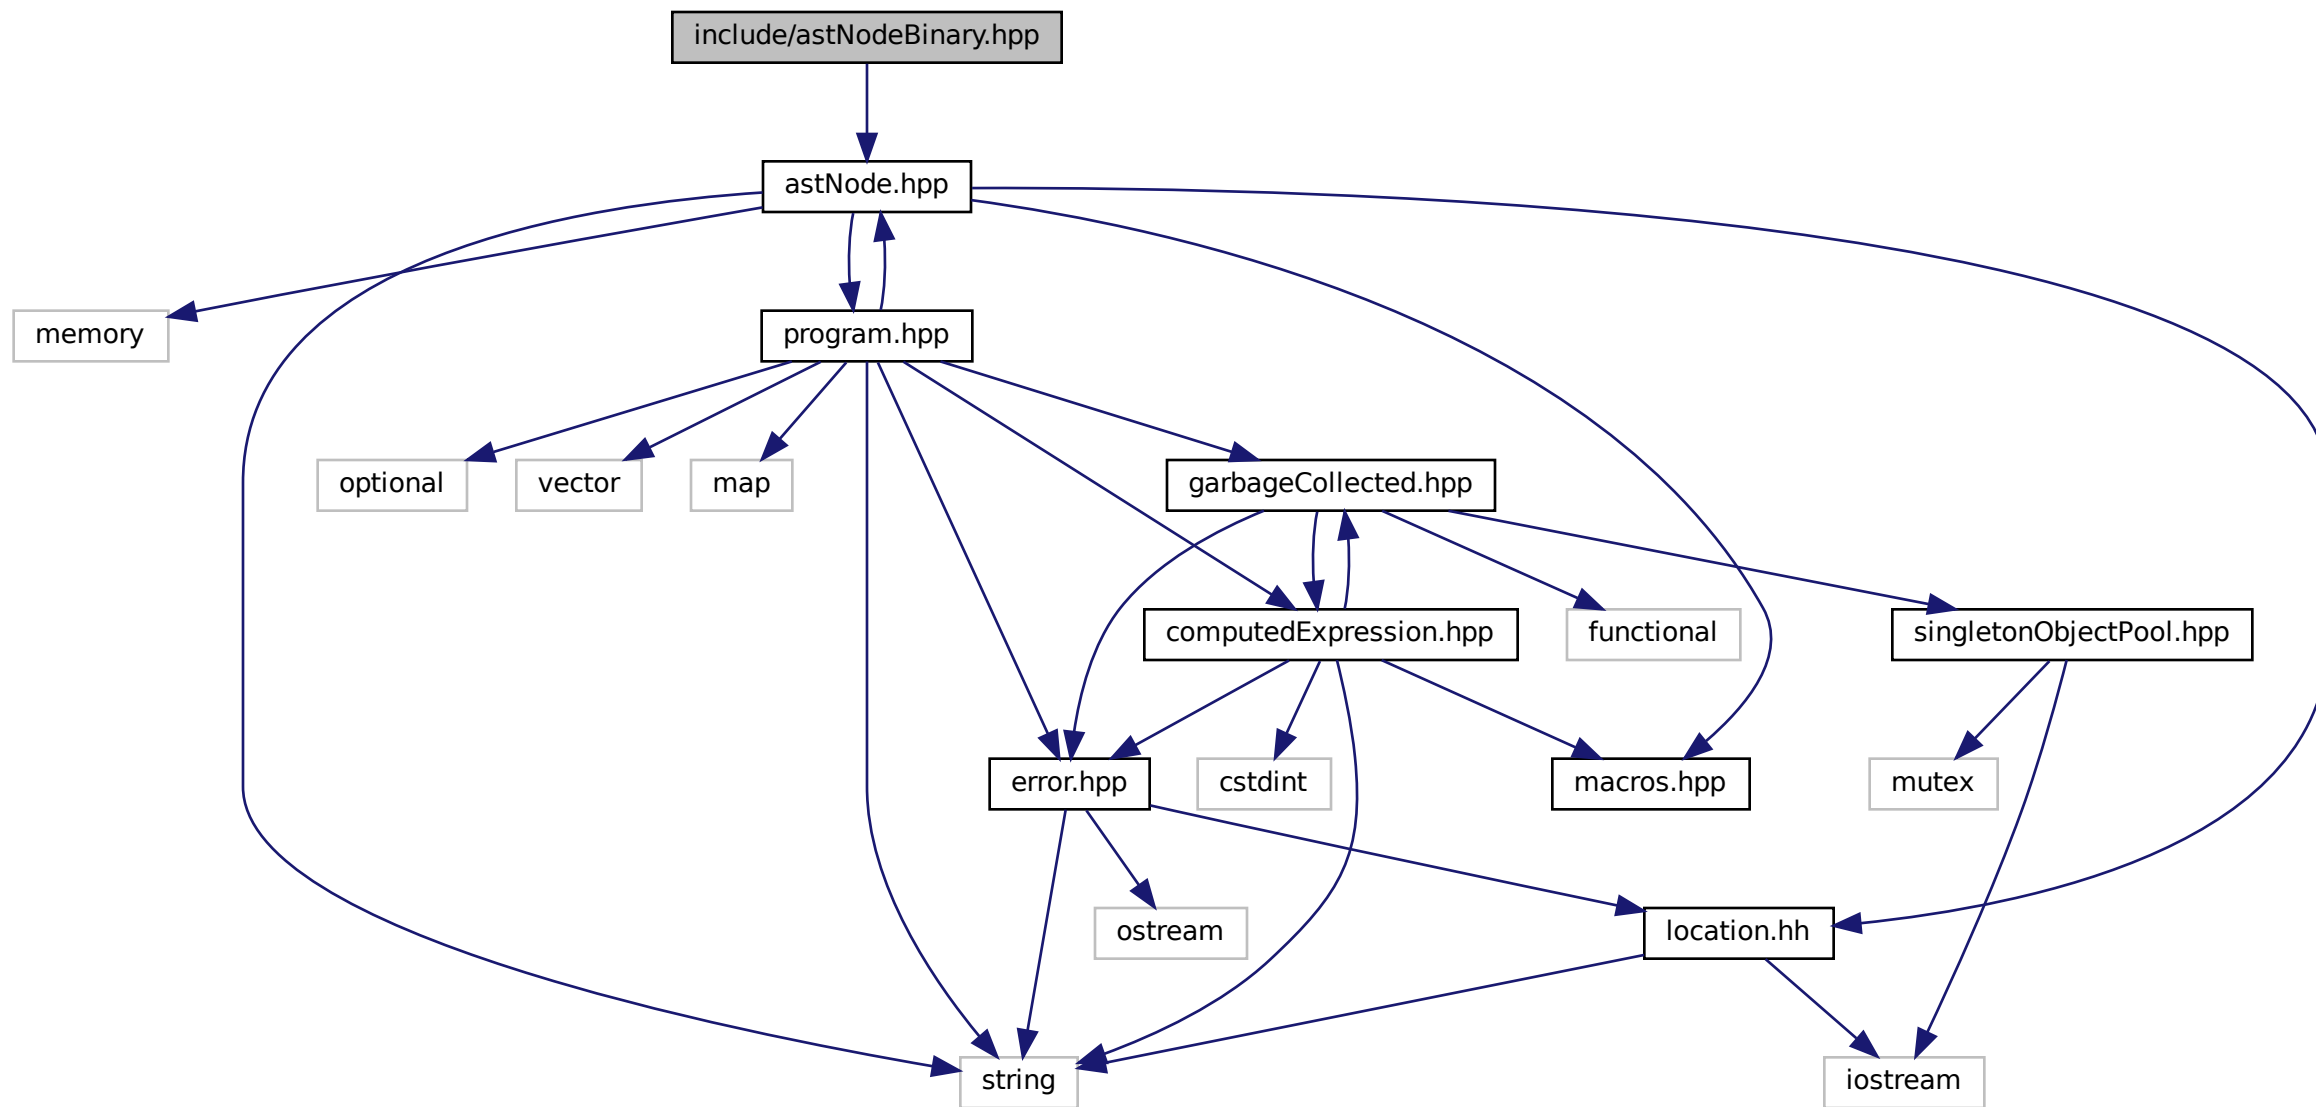 include/astNodeBinary.hpp
astNode.hpp
memory
program.hpp
optional
vector
map
garbageCollected.hpp
computedExpression.hpp
functional
singletonObjectPool.hpp
error.hpp
cstdint
macros.hpp
mutex
ostream
location.hh
string
iostream